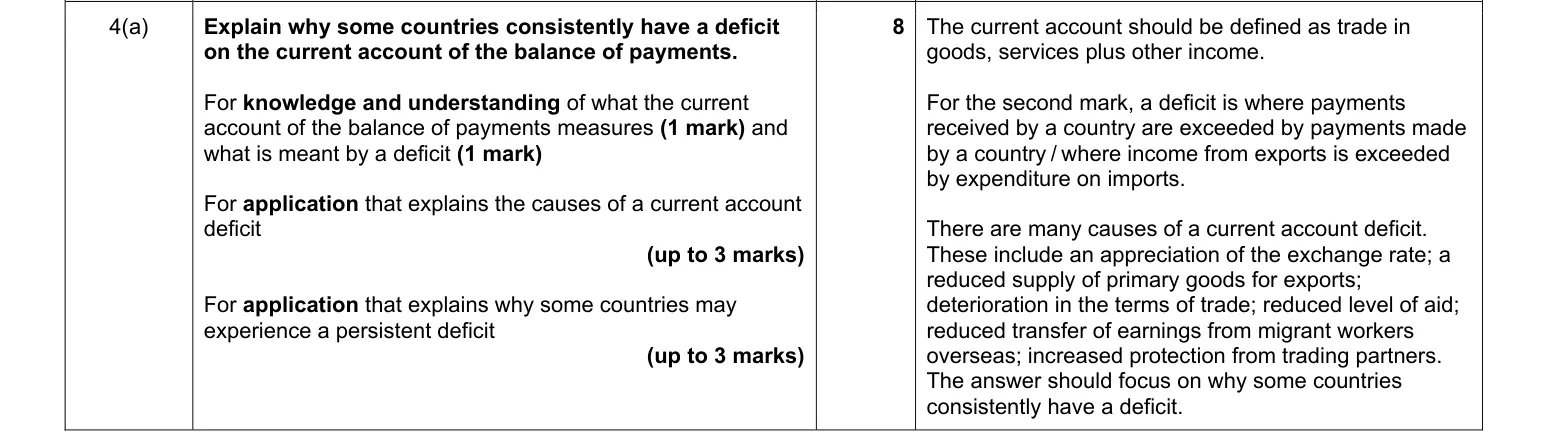 4(a)
Explain why some countries consistently have a deficit
on the current account of the balance of payments.
For knowledge and understanding of what the current
account of the balance of payments measures (1 mark) and
what is meant by a deficit (1 mark)
For application that explains the causes of a current account
deficit
(up to 3 marks)
For application that explains why some countries may
experience a persistent deficit
(up to 3 marks)
8
The current account should be defined as trade in
goods, services plus other income.
For the second mark, a deficit is where payments
received by a country are exceeded by payments made
by a country / where income from exports is exceeded
by expenditure on imports.
There are many causes of a current account deficit.
These include an appreciation of the exchange rate; a
reduced supply of primary goods for exports;
deterioration in the terms of trade; reduced level of aid;
reduced transfer of earnings from migrant workers
overseas; increased protection from trading partners.
The answer should focus on why some countries
consistently have a deficit.